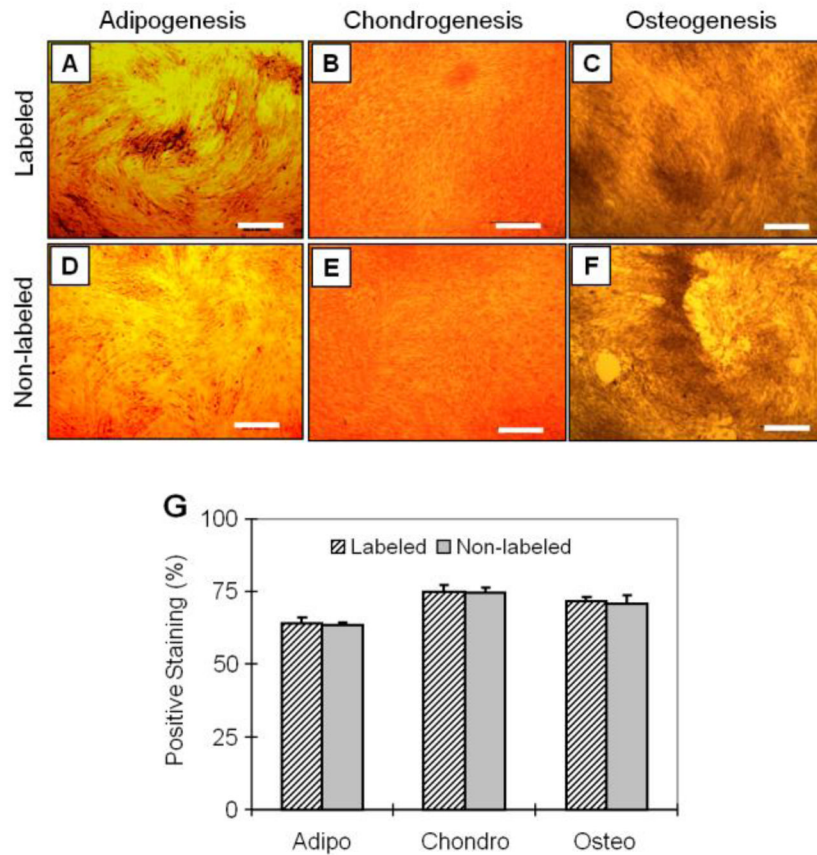 Adipogenesis Chondrogenesis Osteogenesis
Labeled
A B C
Non-labeled
D E F
G
100
Labeled Non-labeled
75
50
25
0
Positive Staining (%)
Adipo Chondro Osteo